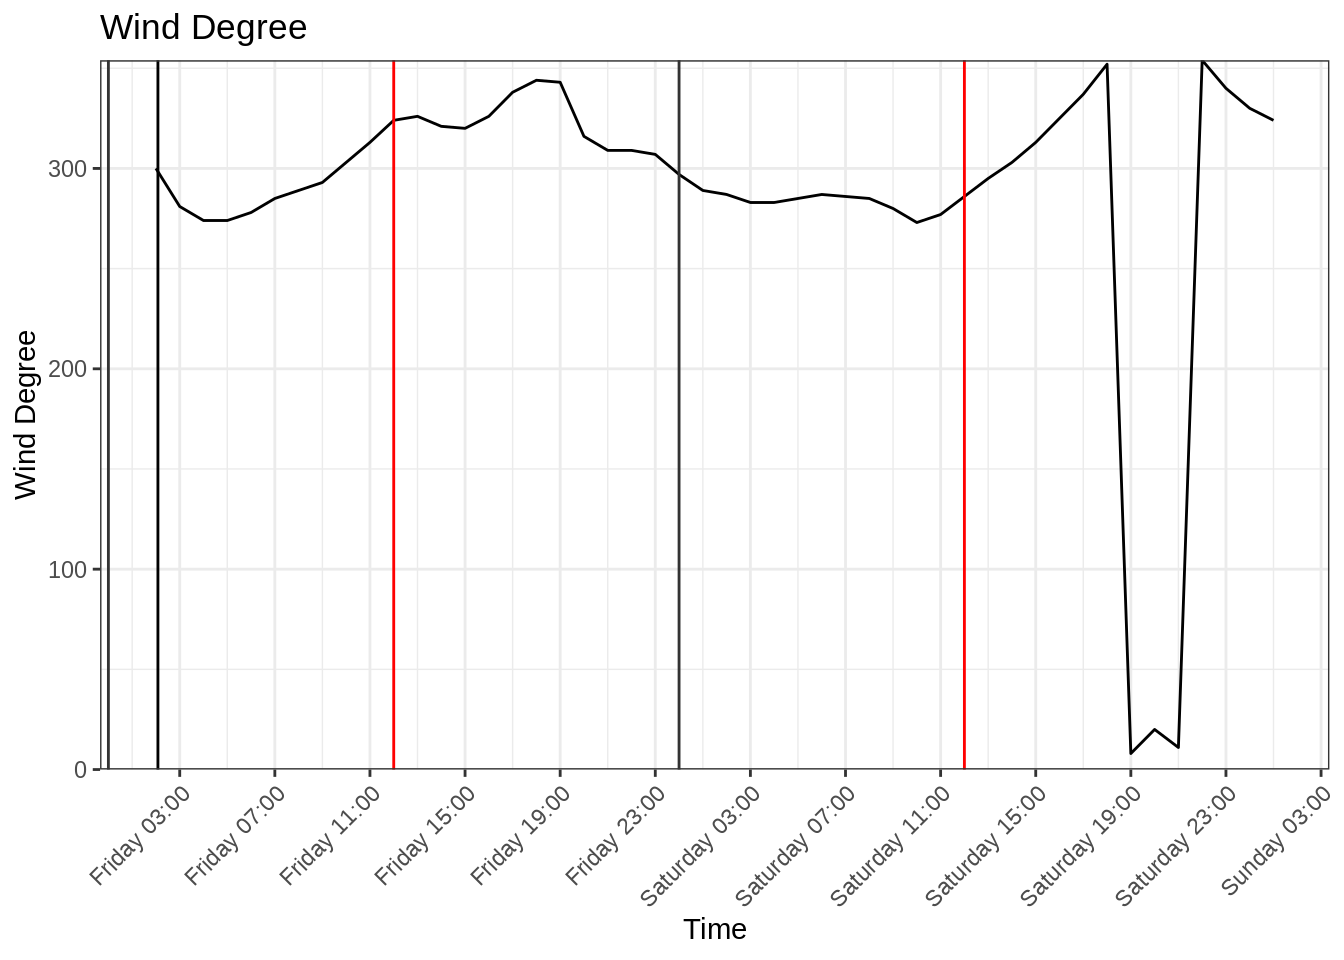 Wind Degree
Wind Degree
300
200
100
0
Friday 03:00
Friday 07:00
Friday 11:00
Friday 15:00
Friday 19:00
Friday 23:00
Saturday 03:00
Saturday 07:00
Saturday 11:00
Saturday 15:00
Saturday 19:00
Saturday 23:00
Sunday 03:00
Time